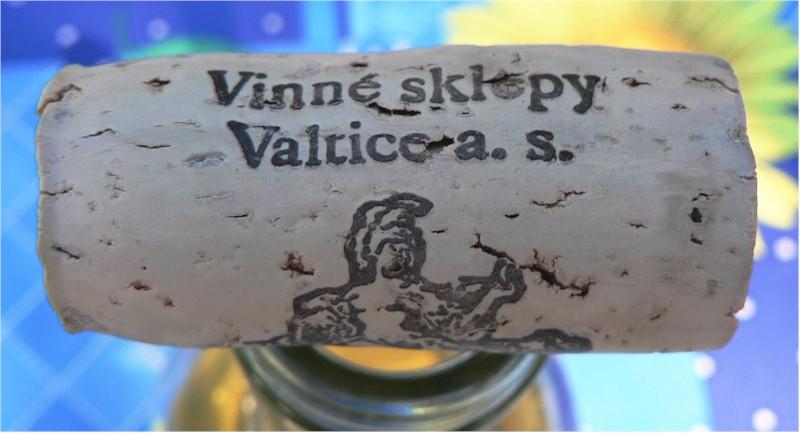 Vinné sklepy
Valtice a. s.